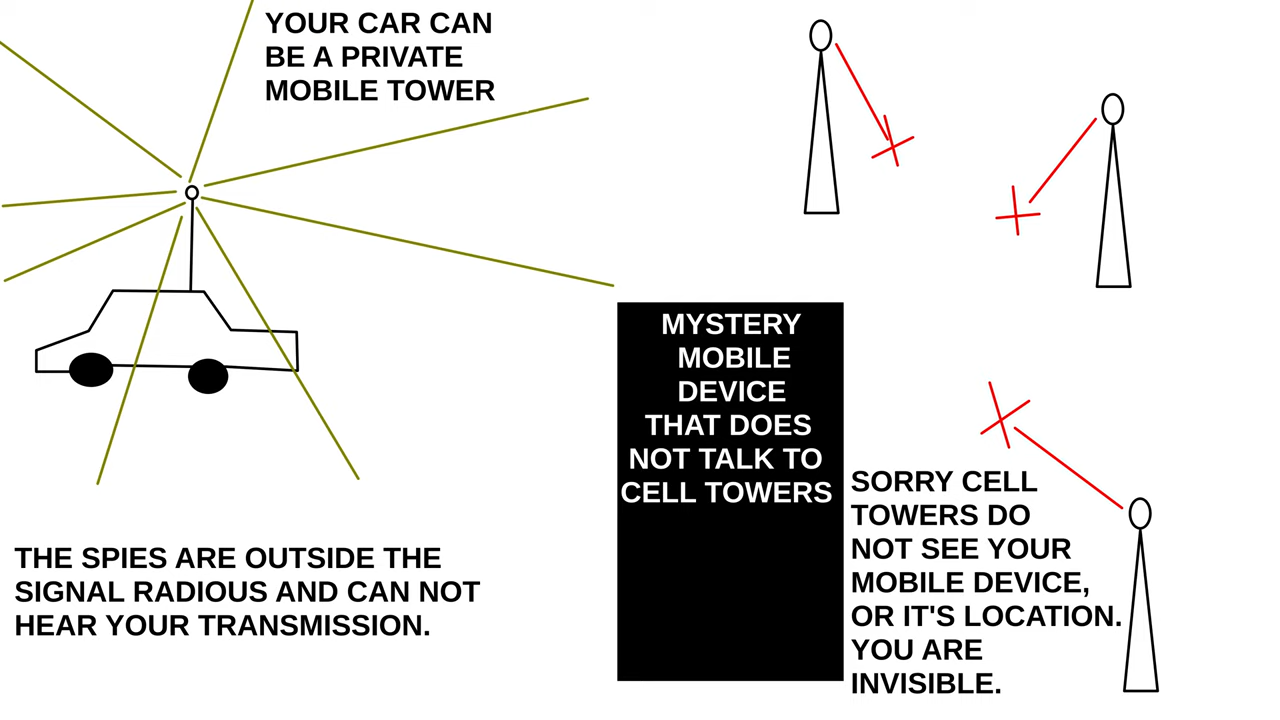 YOUR CAR CAN
BE A PRIVATE
MOBILE TOWER
THE SPIES ARE OUTSIDE THE
SIGNAL RADIOUS AND CAN NOT
HEAR YOUR TRANSMISSION.
MYSTERY
MOBILE
DEVICE
THAT DOES
NOT TALK TO
CELL TOWERS
SORRY CELL
TOWERS DO
NOT SEE YOUR
MOBILE DEVICE,
OR IT'S LOCATION.
YOU ARE
INVISIBLE.